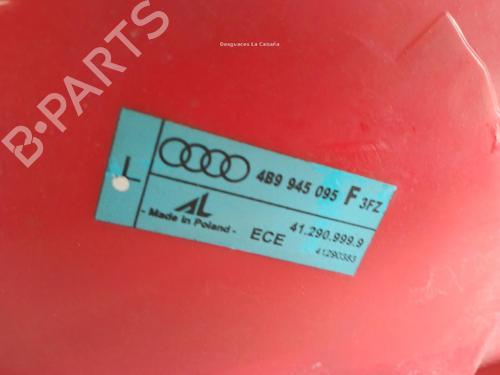 Desguaces La Cabaña
B-PARTS
L
4B9 945 095 F 3FZ
AL
- Made in Poland -
ECE
41.290.999.9
41290383